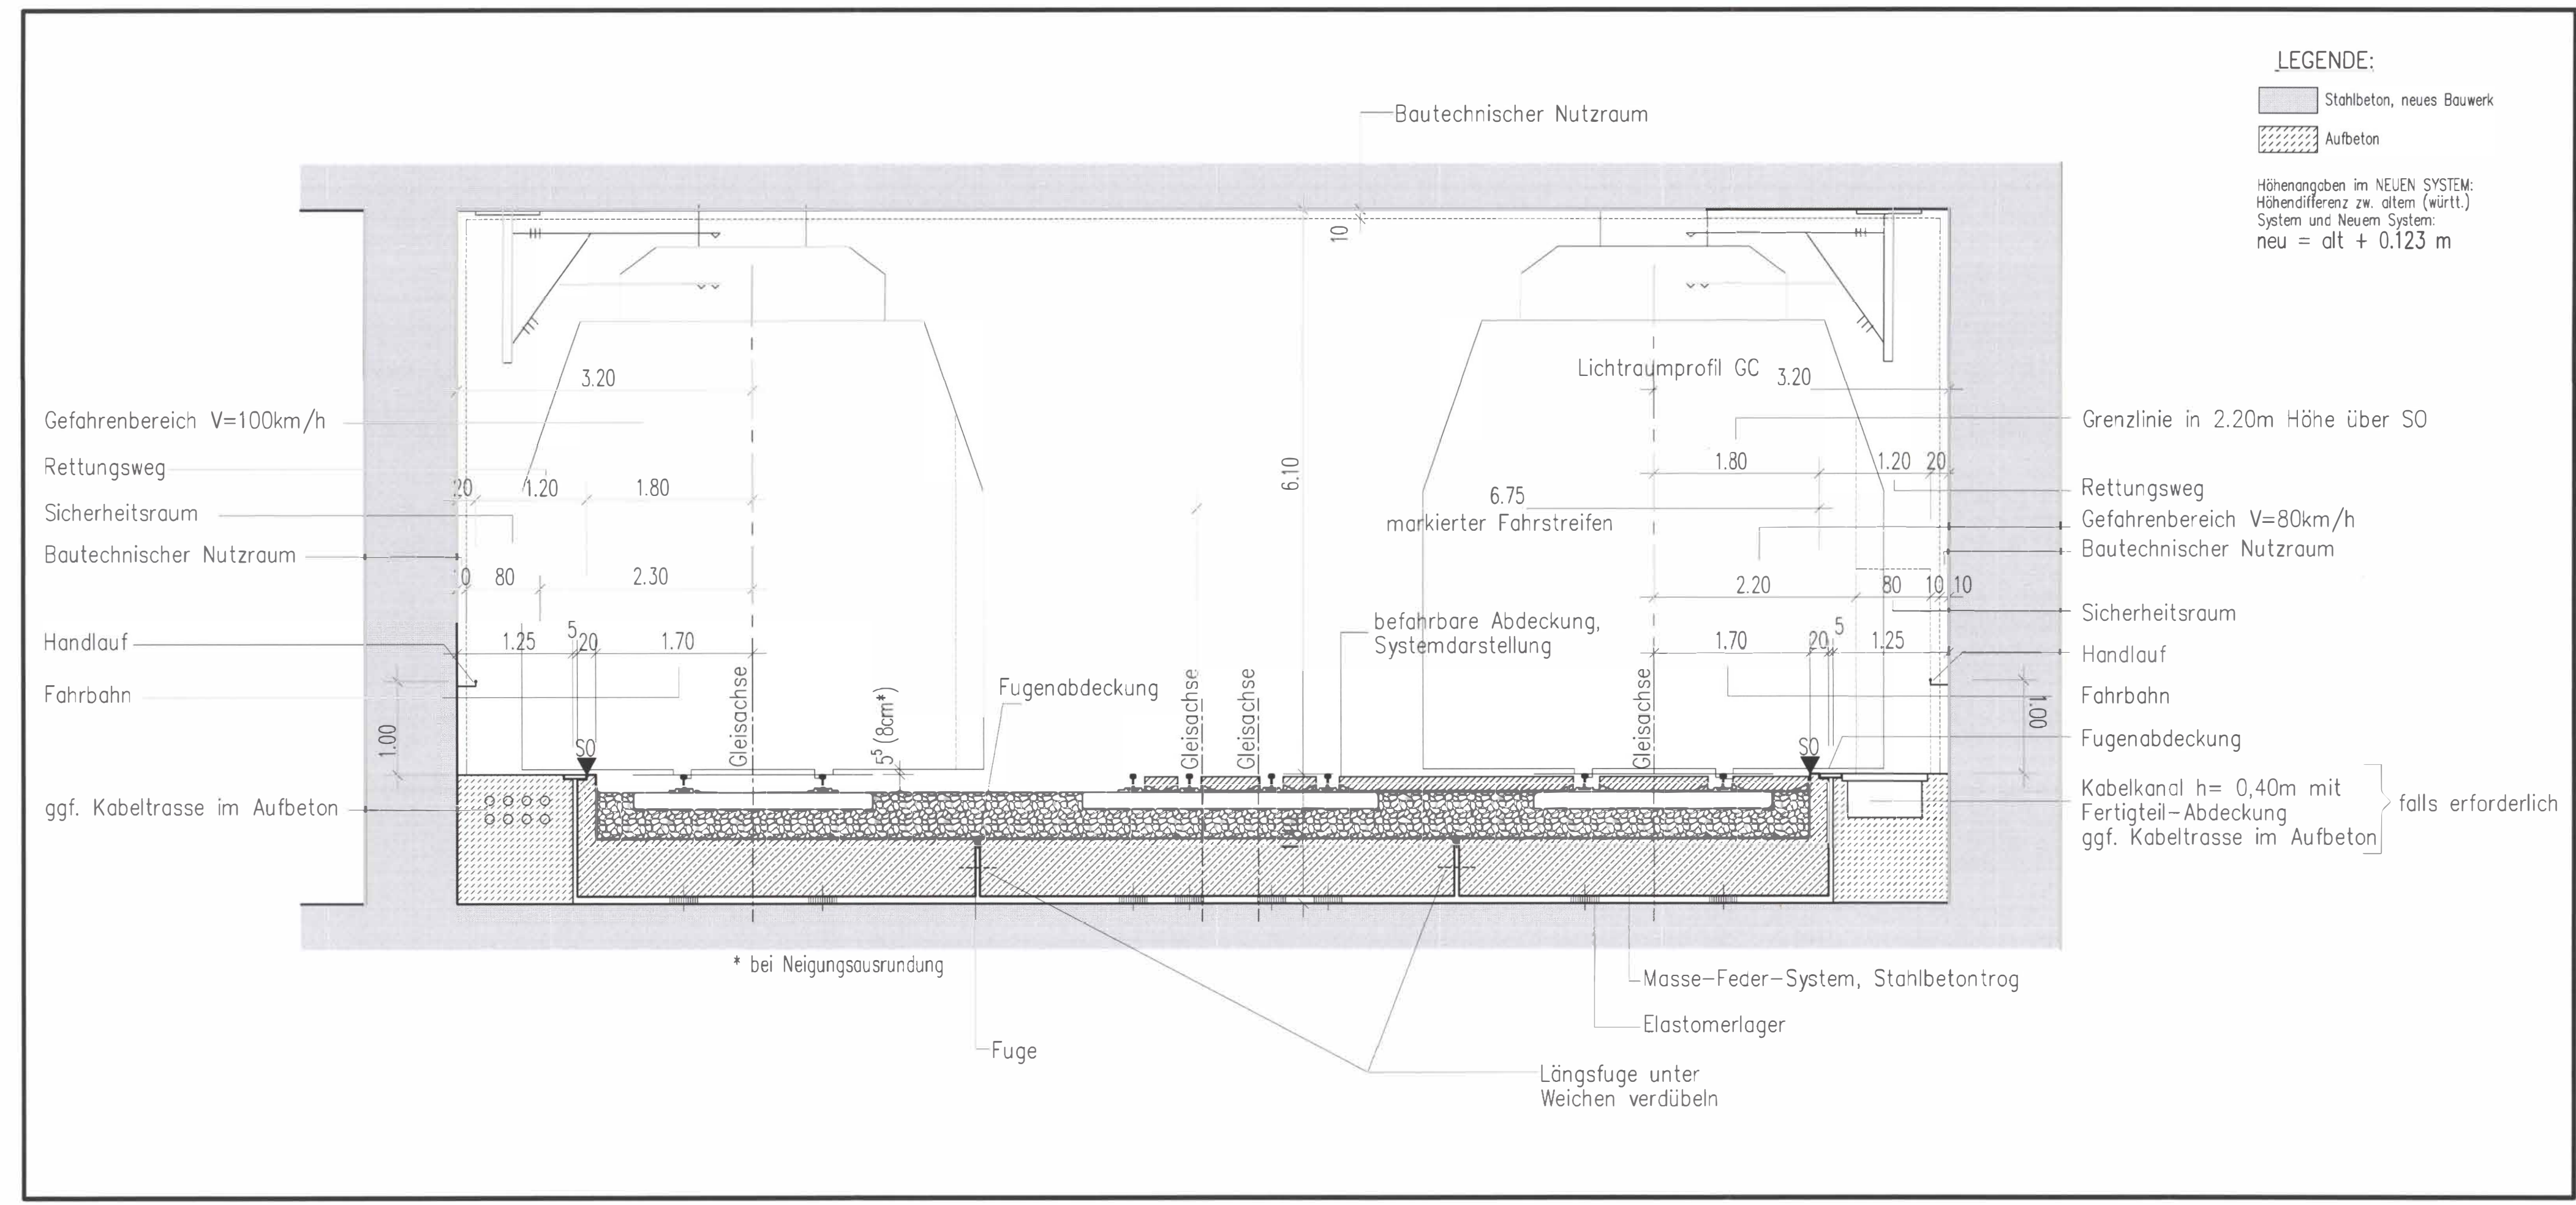 LEGENDE:
Stahlbeton, neues Bauwerk
Aufbeton
Höhenangaben im NEUEN SYSTEM:
Höhendifferenz zw. altem (württ.)
System und Neuem System:
neu = alt + 0.123 m
Bautechnischer Nutzraum
10
3.20
Lichtraumprofil GC
3.20
Gefahrenbereich V=100km/h
Rettungsweg
Sicherheitsraum
Bautechnischer Nutzraum
Handlauf
Fahrbahn
ggf. Kabeltrasse im Aufbeton
20
1.20
1.80
80
2.30
1.25
5
20
1.70
1.00
SO
Gleisachse
5⁵ (8cm*)
Fugenabdeckung
Gleisachse
Gleisachse
6.10
befahrbare Abdeckung,
Systemdarstellung
6.75
markierter Fahrstreifen
1.80
1.20
20
2.20
80
10
10
1.70
20
5
1.25
Gleisachse
SO
1.00
Grenzlinie in 2.20m Höhe über SO
Rettungsweg
Gefahrenbereich V=80km/h
Bautechnischer Nutzraum
Sicherheitsraum
Handlauf
Fahrbahn
Fugenabdeckung
Kabelkanal h= 0,40m mit
Fertigteil-Abdeckung
ggf. Kabeltrasse im Aufbeton
falls erforderlich
* bei Neigungsausrundung
Masse-Feder-System, Stahlbetontrog
Elastomerlager
Fuge
Längsfuge unter
Weichen verdübeln